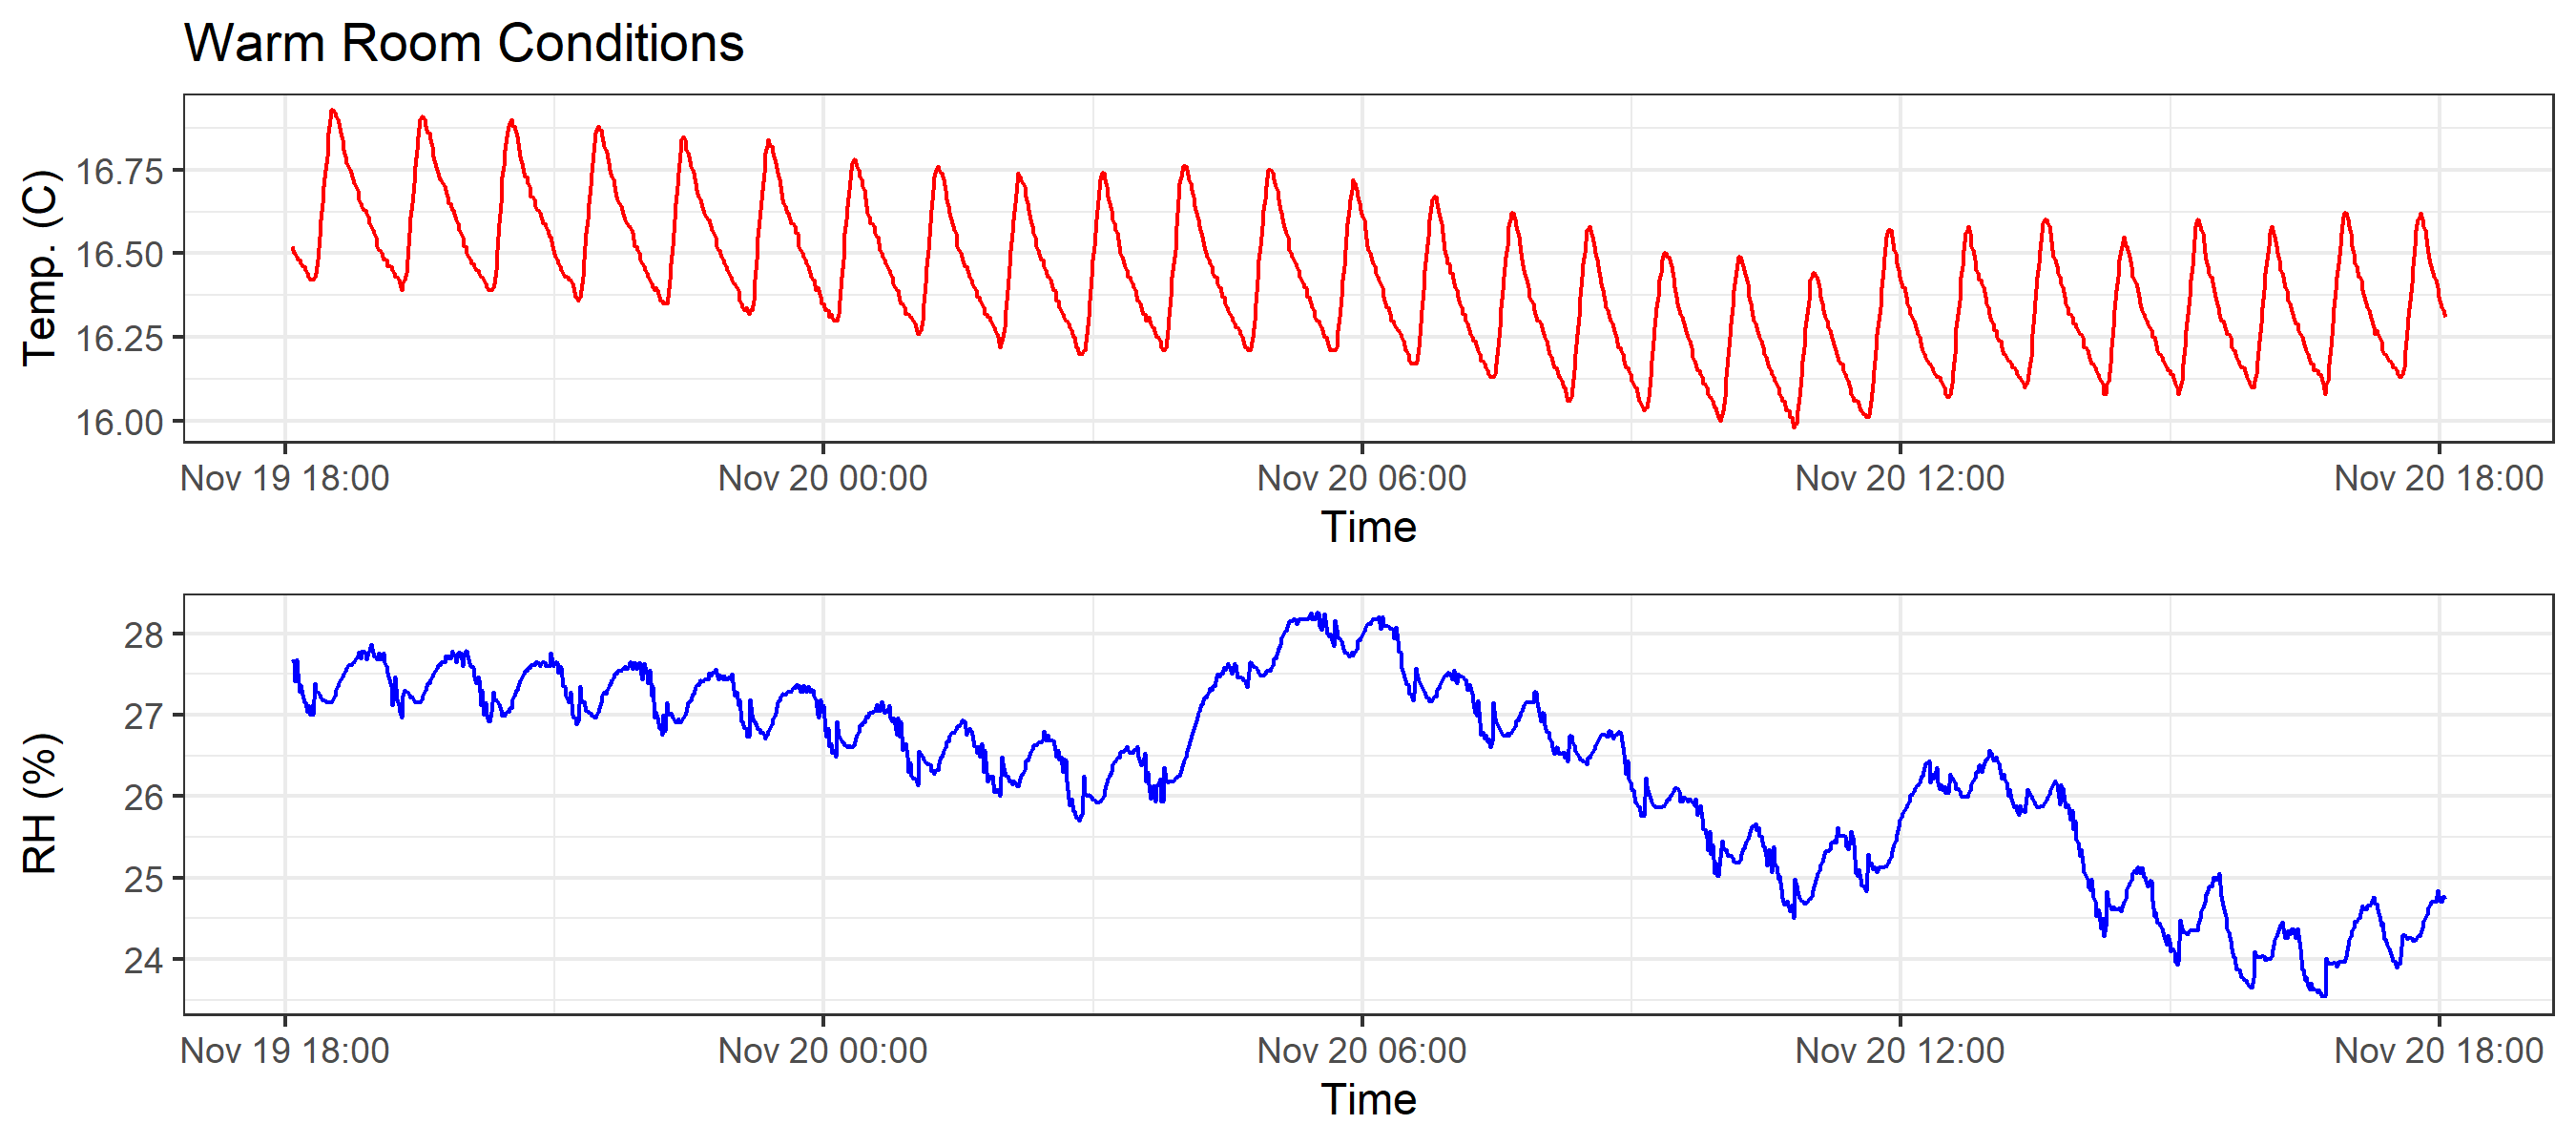 Warm Room Conditions
Temp. (C)
16.75
16.50
16.25
16.00
Nov 19 18:00 Nov 20 00:00 Nov 20 06:00 Nov 20 12:00 Nov 20 18:00
Time
RH (%)
28
27
26
25
24
Nov 19 18:00 Nov 20 00:00 Nov 20 06:00 Nov 20 12:00 Nov 20 18:00
Time